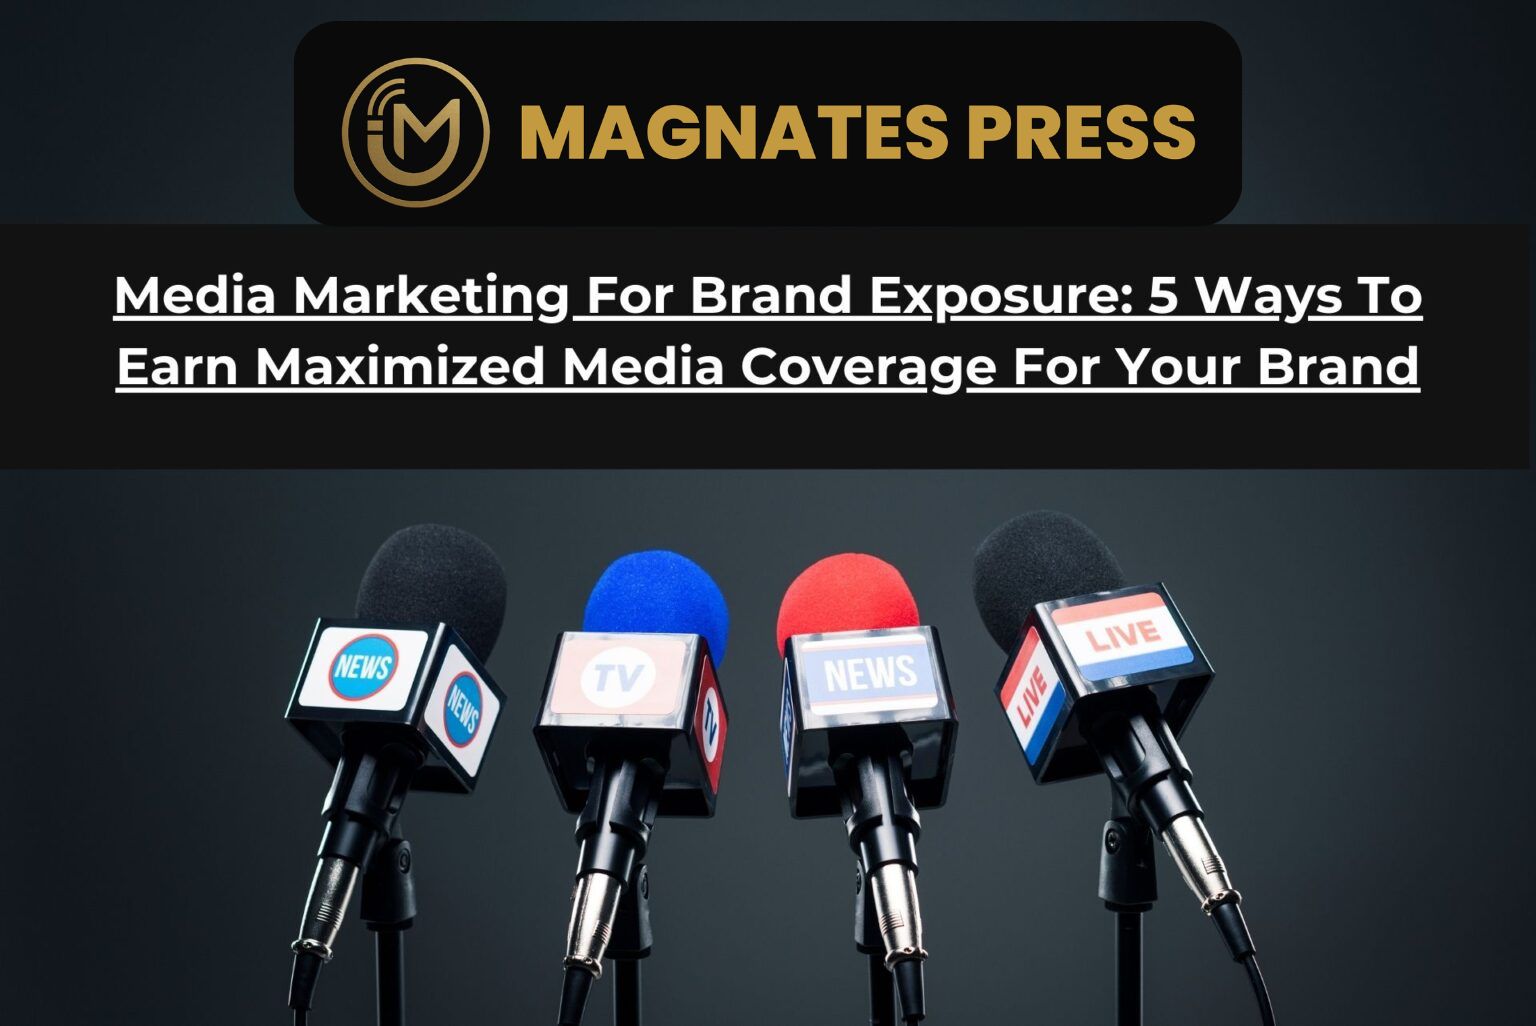 MAGNATES PRESS
Media Marketing For Brand Exposure: 5 Ways To
Earn Maximized Media Coverage For Your Brand
NEWS
NEWS
TV
TV
NEWS
LIVE
LIVE